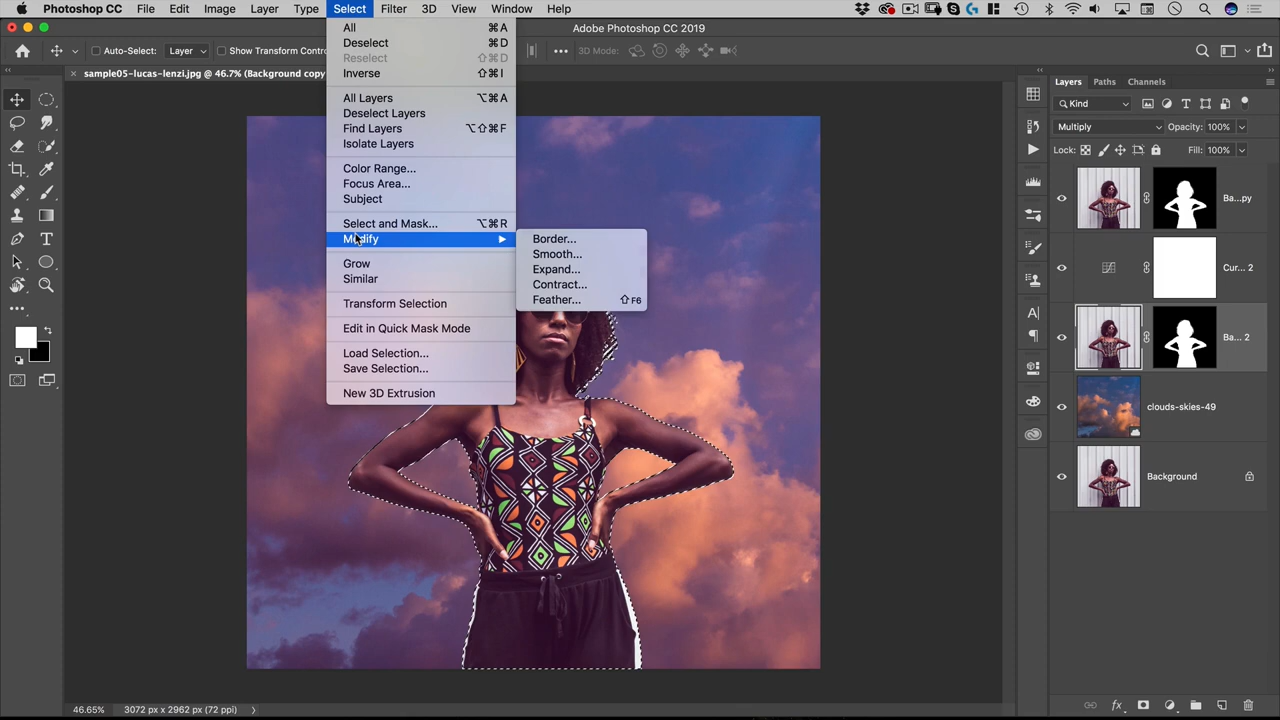 Photoshop CC File Edit Image Layer Type Select Filter 3D View Window Help
Adobe Photoshop CC 2019
Auto-Select: Layer Show Transform Contro 3D Mode:
× sample05-lucas-lenzi.jpg @ 46.7% (Background copy
All ⌘A
Deselect ⌘D
Reselect ⇧⌘D
Inverse ⇧⌘I
All Layers ⌥⌘A
Deselect Layers
Find Layers ⌥⇧⌘F
Isolate Layers
Color Range...
Focus Area...
Subject
Select and Mask... ⌥⌘R
Modify
Grow
Similar
Transform Selection
Edit in Quick Mask Mode
Load Selection...
Save Selection...
New 3D Extrusion
Border...
Smooth...
Expand...
Contract...
Feather... ⇧F6
Layers Paths Channels
Kind
Multiply Opacity: 100%
Lock: Fill: 100%
Ba...py
Cur... 2
Ba... 2
clouds-skies-49
Background
46.65% 3072 px x 2962 px (72 ppi)